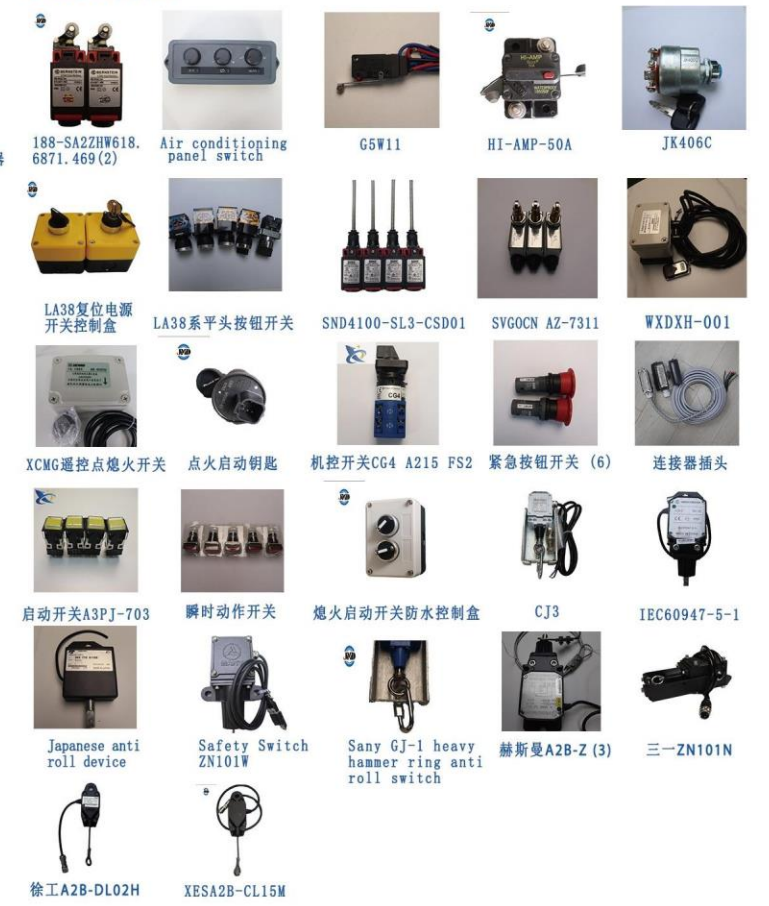 188-SA2ZHW618.
6871.469(2)
Air conditioning
panel switch
G5W11
HI-AMP
HI-AMP-50A
JK406C
器
LA38复位电源
开关控制盒
LA38系平头按钮开关
SND4100-SL3-CSD01
SVGOCN AZ-7311
WXDXH-001
XCMG遥控点熄火开关
点火启动钥匙
CG4
机控开关CG4 A215 FS2
紧急按钮开关 (6)
连接器插头
启动开关A3PJ-703
瞬时动作开关
熄火启动开关防水控制盒
CJ3
IEC60947-5-1
Japanese anti
roll device
Safety Switch
ZN101W
Sany GJ-1 heavy
hammer ring anti
roll switch
赫斯曼A2B-Z (3)
三一ZN101N
徐工A2B-DL02H
XESA2B-CL15M